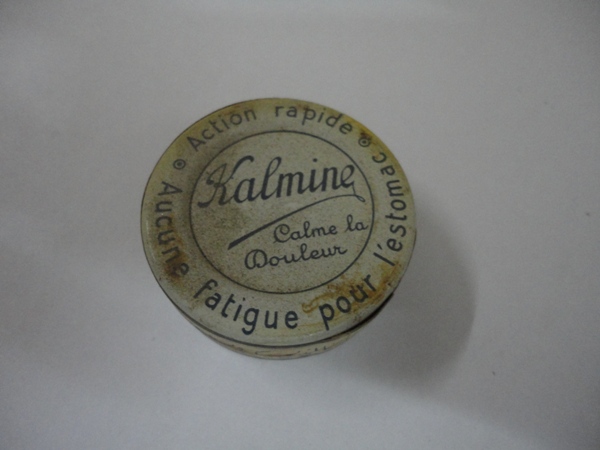 Action rapide
Kalmine
Calme la
Douleur
Aucune fatigue pour l'estomac